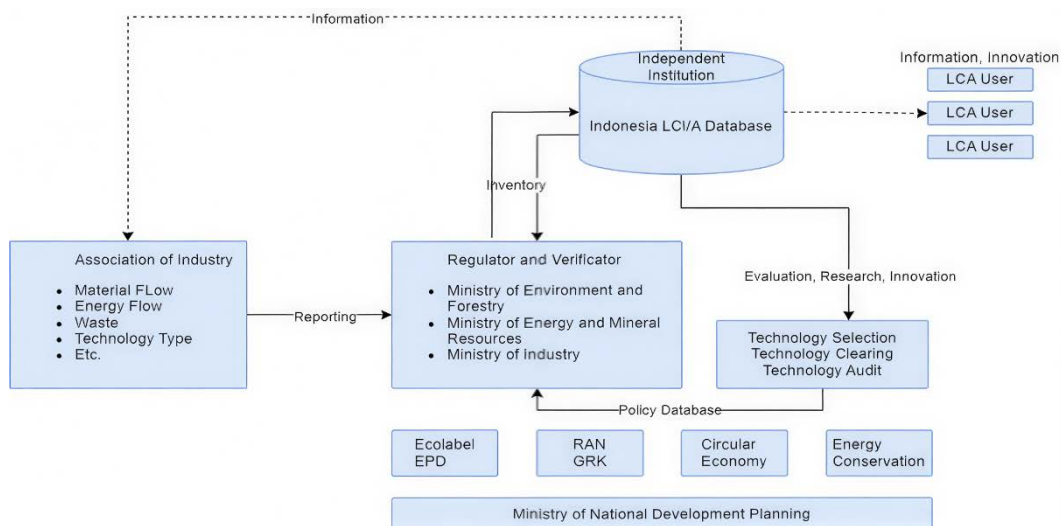 Information
Independent
Institution
Indonesia LCI/A Database
Information, Innovation
LCA User
LCA User
LCA User
Inventory
Association of Industry
Material FLow
Energy Flow
Waste
Technology Type
Etc.
Reporting
Regulator and Verificator
Ministry of Environment and
Forestry
Ministry of Energy and Mineral
Resources
Ministry of Industry
Evaluation, Research, Innovation
Technology Selection
Technology Clearing
Technology Audit
Policy Database
Ecolabel
EPD
RAN
GRK
Circular
Economy
Energy
Conservation
Ministry of National Development Planning